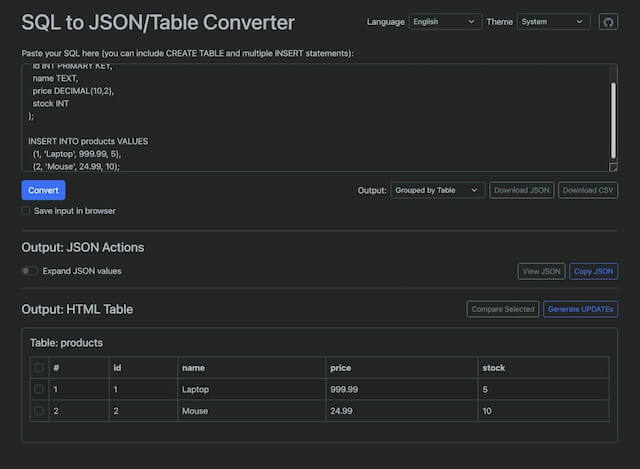 SQL to JSON/Table Converter
Language English Theme System
Paste your SQL here (you can include CREATE TABLE and multiple INSERT statements):
id INT PRIMARY KEY,
name TEXT,
price DECIMAL(10,2),
stock INT
);
INSERT INTO products VALUES
(1, 'Laptop', 999.99, 5),
(2, 'Mouse', 24.99, 10);
Convert Output: Grouped by Table Download JSON Download CSV
Save input in browser
Output: JSON Actions
Expand JSON values View JSON Copy JSON
Output: HTML Table Compare Selected Generate UPDATEs
Table: products
# id name price stock
1 1 Laptop 999.99 5
2 2 Mouse 24.99 10